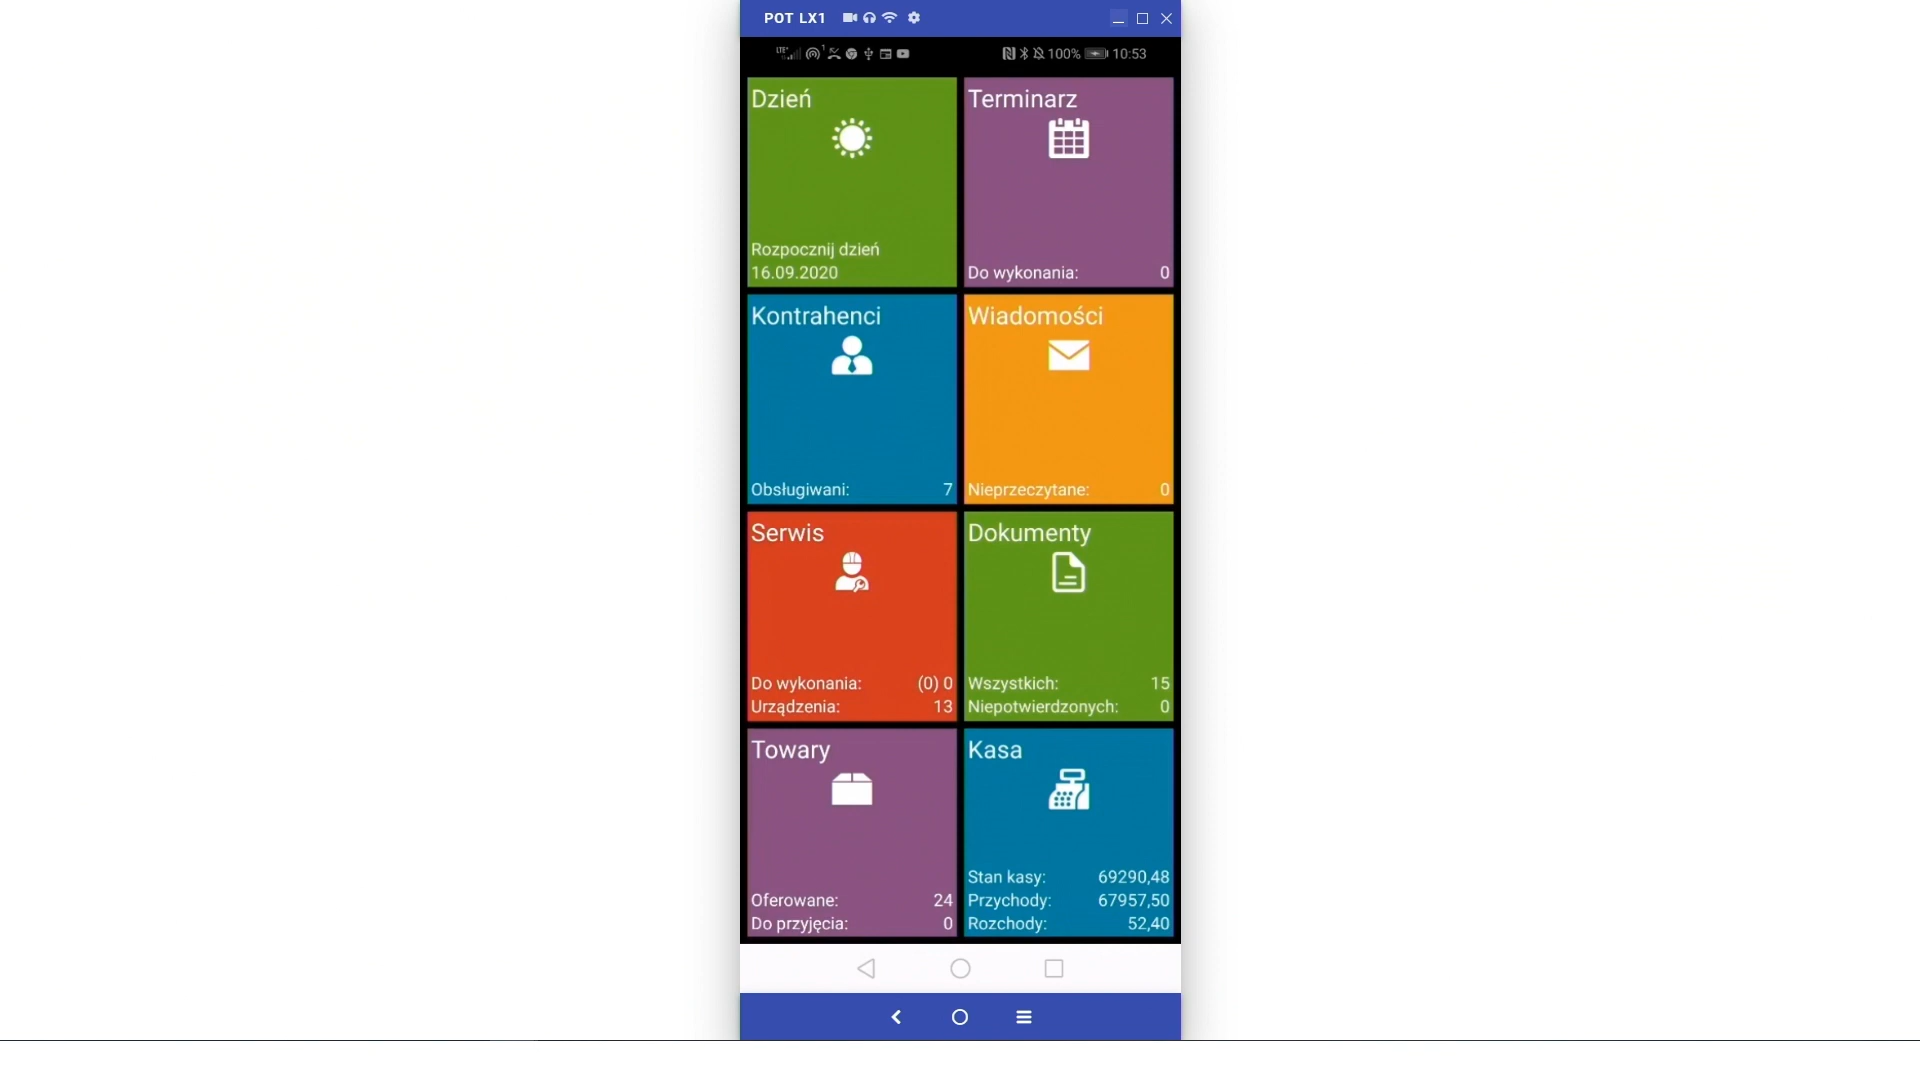 POT LX1
LTE+ 1 100% 10:53
Dzień
Rozpocznij dzień
16.09.2020
Terminarz
Do wykonania: 0
Kontrahenci
Obsługiwani: 7
Wiadomości
Nieprzeczytane: 0
Serwis
Do wykonania: (0) 0
Urządzenia: 13
Dokumenty
Wszystkich: 15
Niepotwierdzonych: 0
Towary
Oferowane: 24
Do przyjęcia: 0
Kasa
Stan kasy: 69290,48
Przychody: 67957,50
Rozchody: 52,40